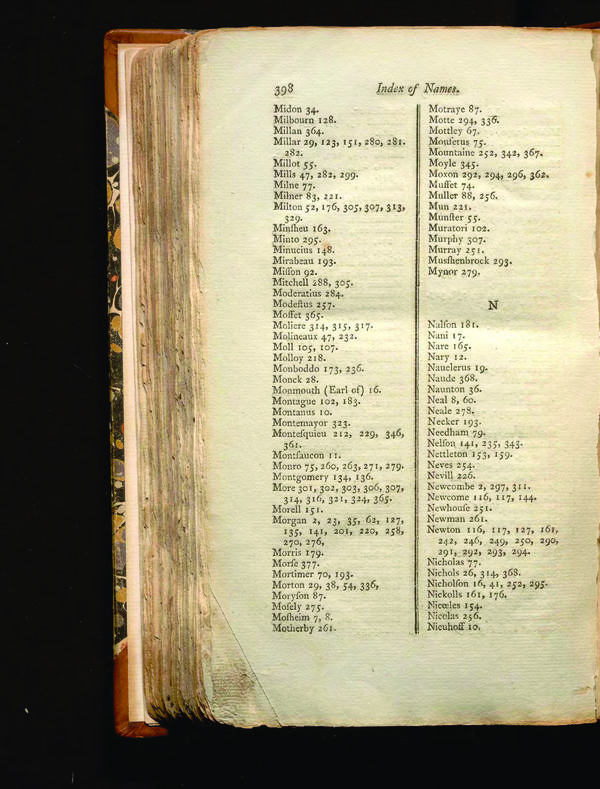 398
Index of Names.
Midon 34.
Milbourn 128.
Millan 364.
Millar 29, 123, 151, 280, 281.
282.
Millot 55.
Mills 47, 282, 299.
Milne 77.
Milner 83, 221.
Milton 52, 176, 305, 307, 313,
329.
Minſheu 163.
Minto 295.
Minucius 148.
Mirabeau 193.
Miſſon 92.
Mitchell 288, 305.
Moderatius 284.
Modeſtus 257.
Moffet 365.
Moliere 314, 315, 317.
Molineaux 47, 232.
Moll 105, 107.
Molloy 218.
Monboddo 173, 236.
Monck 28.
Monmouth (Earl of) 16.
Montague 102, 183.
Montanus 10.
Montemayor 323.
Monteſquieu 212, 229, 346,
361.
Montfaucon 11.
Monro 75, 260, 263, 271, 279.
Montgomery 134, 136.
More 301, 302, 303, 306, 307,
314, 316, 321, 324, 365.
Morell 151.
Morgan 2, 23, 35, 62, 127,
135, 141, 201, 220, 258,
270, 276,
Morris 179.
Morſe 377.
Mortimer 70, 193.
Morton 29, 38, 54, 336,
Moryſon 87.
Moſely 275.
Moſheim 7, 8.
Motherby 261.
Motraye 87.
Motte 294, 336.
Mottley 67.
Moufetus 75.
Mountaine 252, 342, 367.
Moyle 345.
Moxon 292, 294, 296, 362.
Muffet 74.
Muller 88, 256.
Mun 221.
Munſter 55.
Muratori 102.
Murphy 307.
Murray 251.
Muſſhenbrock 293.
Mynor 279.
N
Nalſon 181.
Nani 17.
Nare 165.
Nary 12.
Nauclerus 19.
Naude 368.
Naunton 36.
Neal 8, 60.
Neale 278.
Necker 193.
Needham 79.
Nelſon 141, 235, 343.
Nettleton 153, 159.
Neves 254.
Nevill 226.
Newcombe 2, 297, 311.
Newcome 116, 117, 144.
Newhouſe 251.
Newman 261.
Newton 116, 117, 127, 161,
242, 246, 249, 250, 290,
291, 292, 293, 294.
Nicholas 77.
Nichols 26, 314, 368.
Nicholſon 16, 41, 252, 295.
Nickolls 161, 176.
Nicœles 154.
Nicolas 256.
Nieuhoff 10.